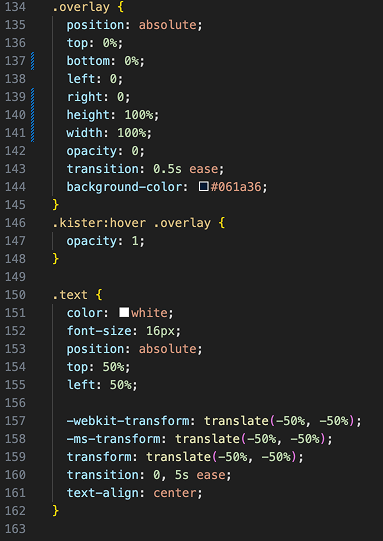 134 .overlay {
135 position: absolute;
136 top: 0%;
137 bottom: 0%;
138 left: 0;
139 right: 0;
140 height: 100%;
141 width: 100%;
142 opacity: 0;
143 transition: 0.5s ease;
144 background-color: #061a36;
145 }
146 .kister:hover .overlay {
147 opacity: 1;
148 }
149
150 .text {
151 color: white;
152 font-size: 16px;
153 position: absolute;
154 top: 50%;
155 left: 50%;
156
157 -webkit-transform: translate(-50%, -50%);
158 -ms-transform: translate(-50%, -50%);
159 transform: translate(-50%, -50%);
160 transition: 0, 5s ease;
161 text-align: center;
162 }
163